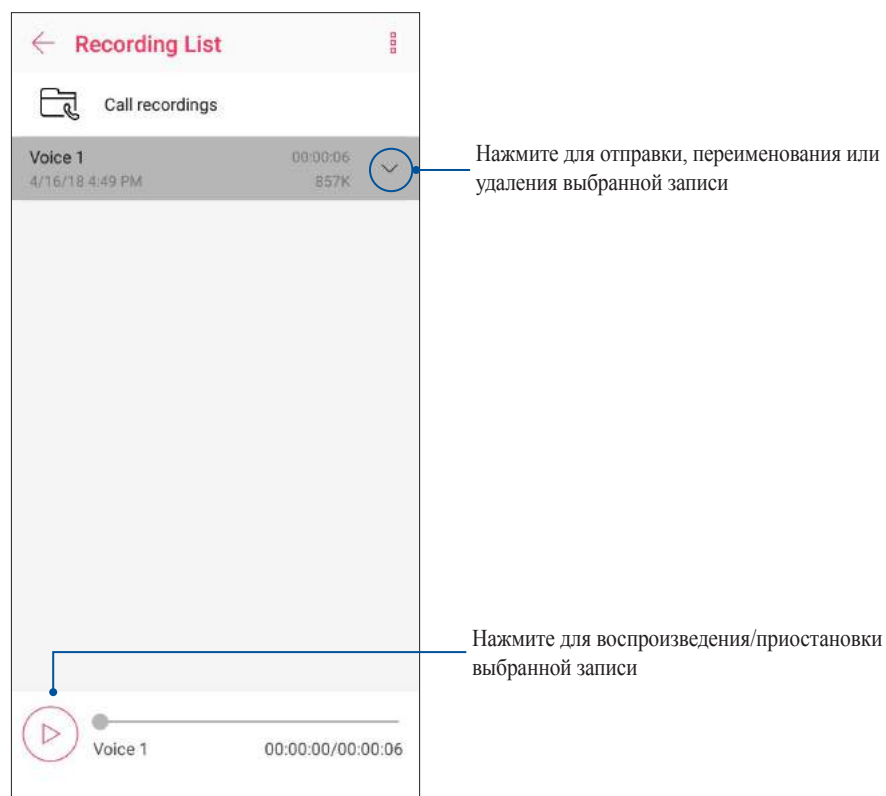 Recording List
Call recordings
Voice 1 00:00:06
4/16/18 4:49 PM 857K
Нажмите для отправки, переименования или
удаления выбранной записи
Нажмите для воспроизведения/приостановки
выбранной записи
Voice 1 00:00:00/00:00:06